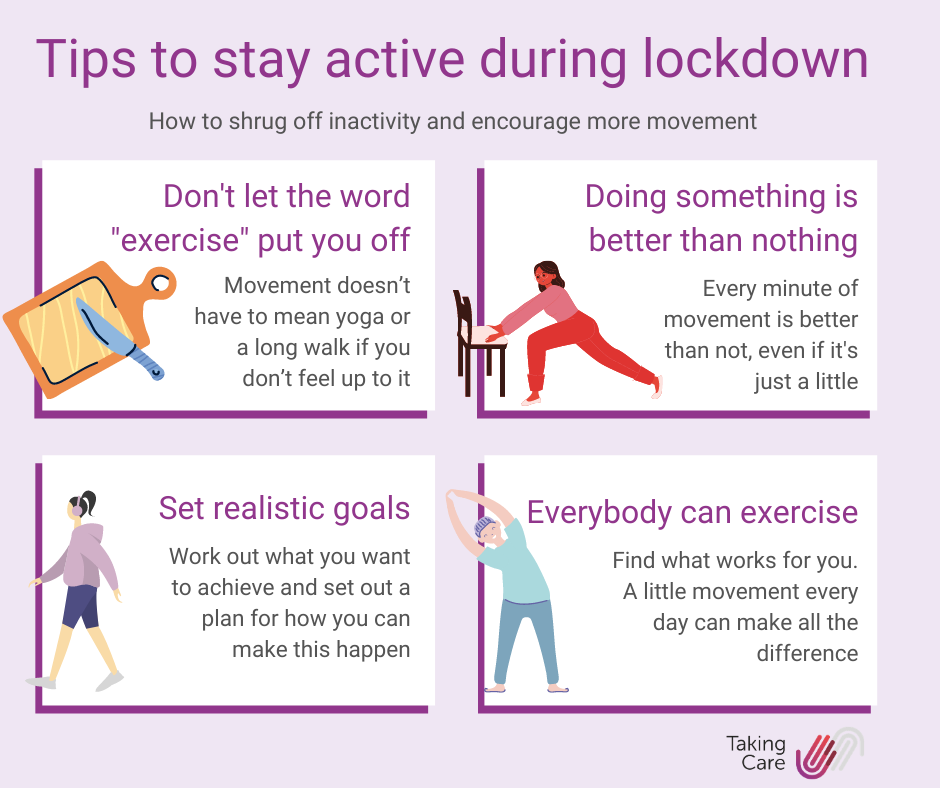 Tips to stay active during lockdown
How to shrug off inactivity and encourage more movement
Don't let the word
"exercise" put you off
Movement doesn’t
have to mean yoga or
a long walk if you
don’t feel up to it
Doing something is
better than nothing
Every minute of
movement is better
than not, even if it's
just a little
Set realistic goals
Work out what you want
to achieve and set out a
plan for how you can
make this happen
Everybody can exercise
Find what works for you.
A little movement every
day can make all the
difference
Taking
Care